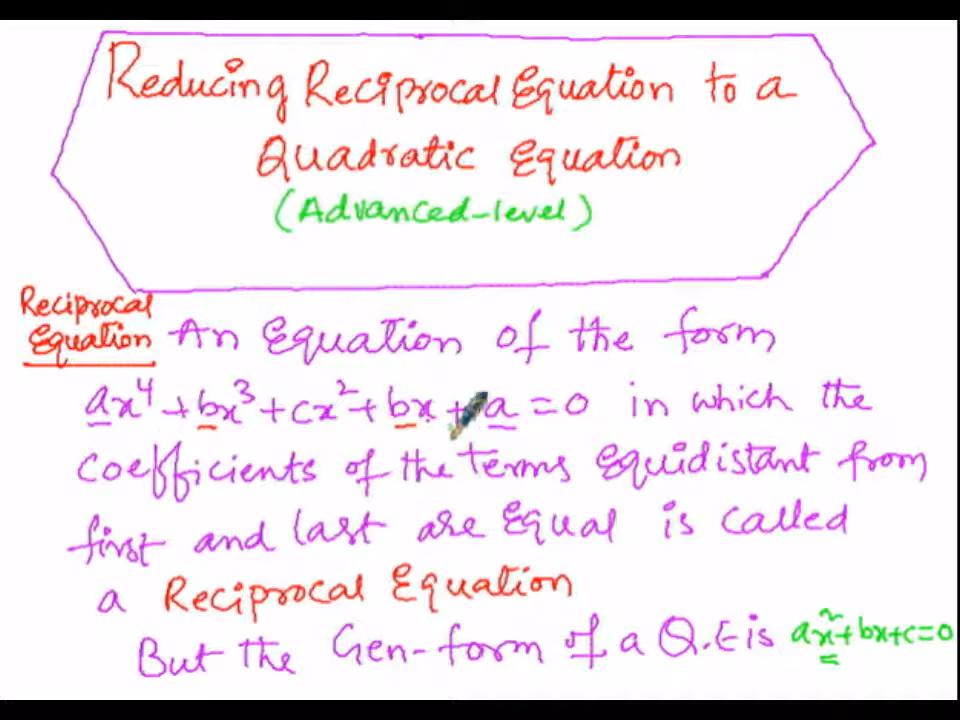 Reducing Reciprocal Equation to a
Quadratic Equation
(Advanced-level)
Reciprocal
Equation
An Equation of the form
ax⁴ + bx³ + cx² + bx + a = 0 in which the
coefficients of the terms Equidistant from
first and last are Equal is called
a Reciprocal Equation
But the Gen-form of a Q.E is ax²+bx+c=0